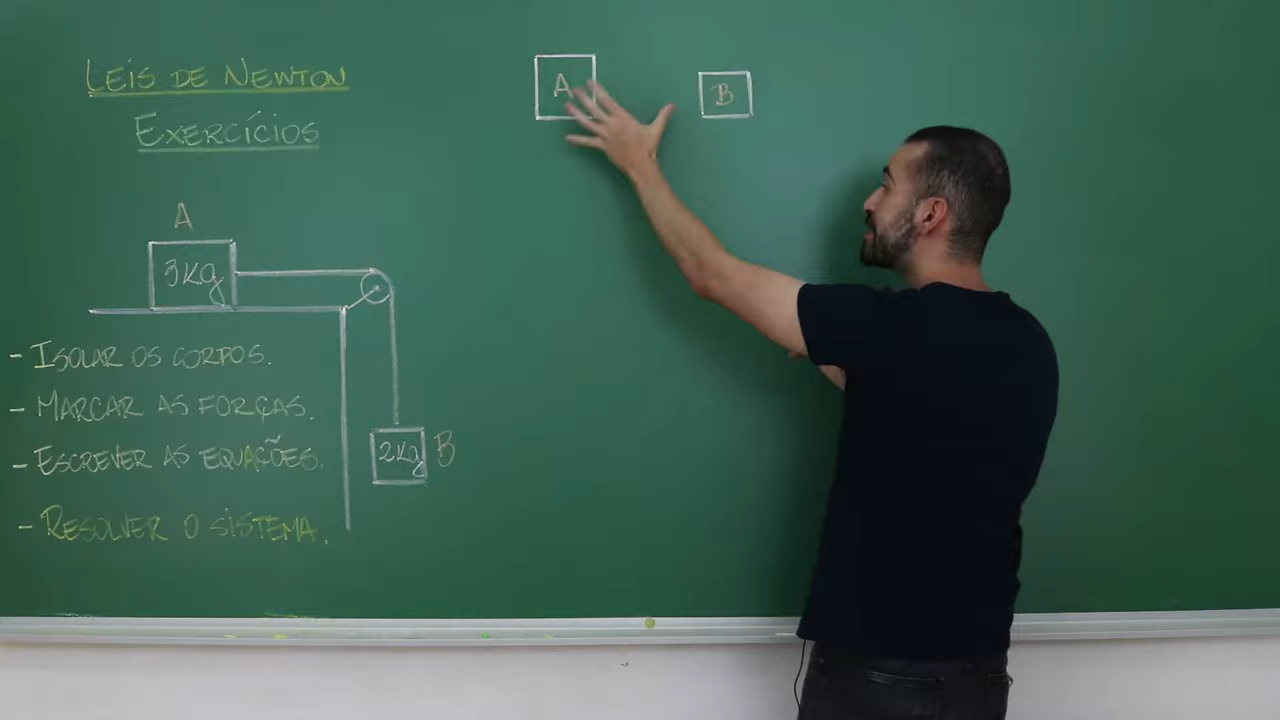 LEIS DE NEWTON
EXERCÍCIOS
A
3Kg
- ISOLAR OS CORPOS.
- MARCAR AS FORÇAS.
- ESCREVER AS EQUAÇÕES.
- RESOLVER O SISTEMA.
2Kg B
A
B